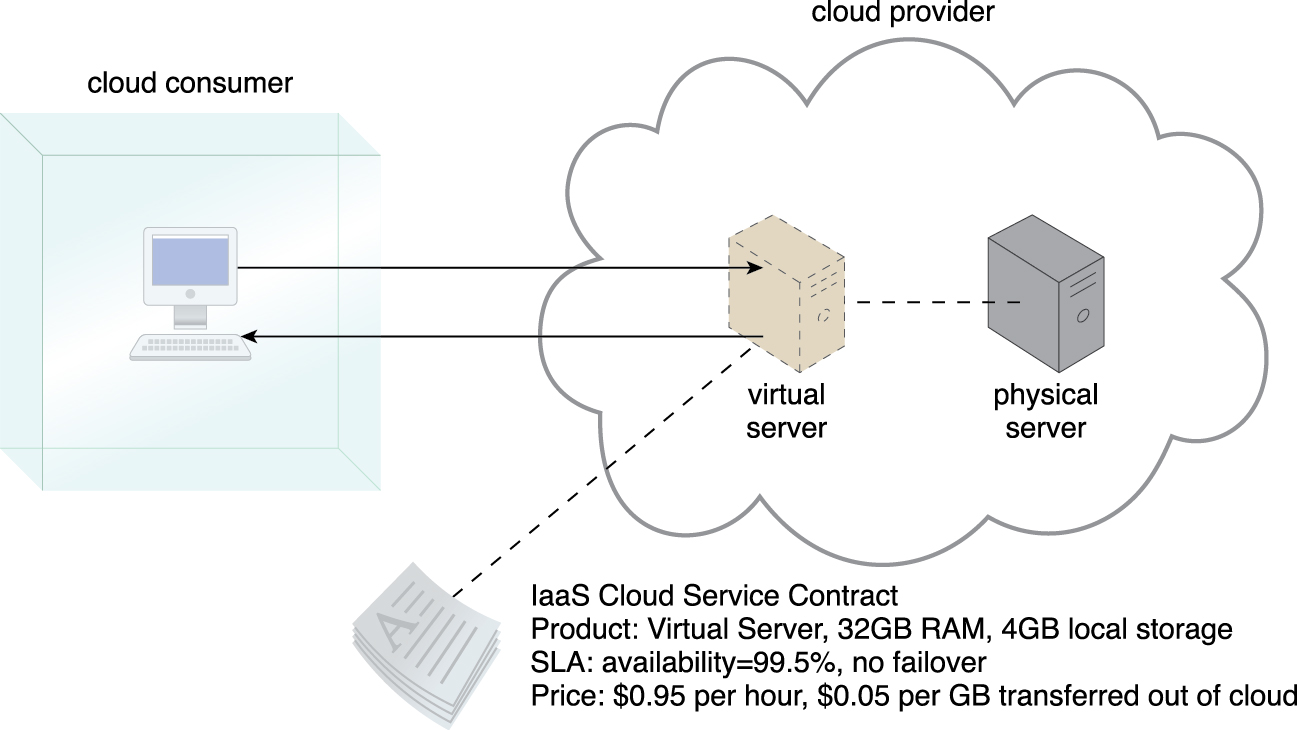 cloud provider
cloud consumer
virtual
server
physical
server
A
IaaS Cloud Service Contract
Product: Virtual Server, 32GB RAM, 4GB local storage
SLA: availability=99.5%, no failover
Price: $0.95 per hour, $0.05 per GB transferred out of cloud